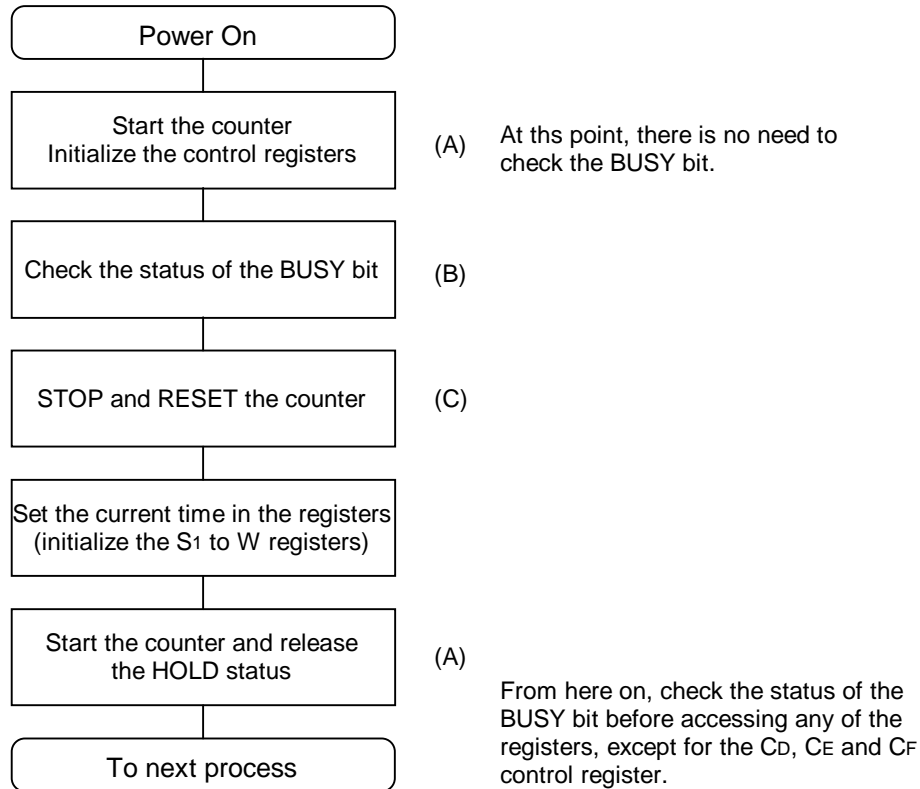 Power On
Start the counter
Initialize the control registers
(A)
At ths point, there is no need to
check the BUSY bit.
Check the status of the BUSY bit
(B)
STOP and RESET the counter
(C)
Set the current time in the registers
(initialize the S1 to W registers)
Start the counter and release
the HOLD status
(A)
From here on, check the status of the
BUSY bit before accessing any of the
registers, except for the CD, CE and CF
control register.
To next process